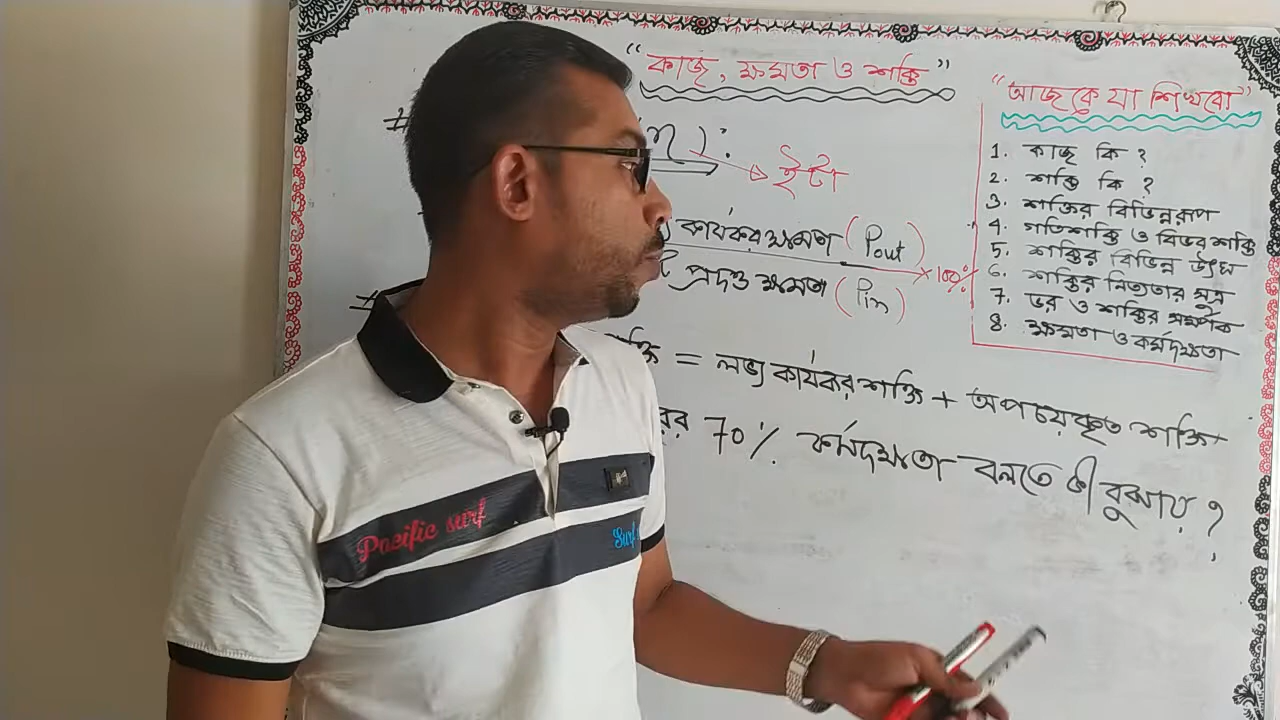 “কাজ, ক্ষমতা ও শক্তি”
#
(η):
ইটা
কার্যকর ক্ষমতা (Pout)
প্রদত্ত ক্ষমতা (Pin)
× 100%
#
= লভ্য কার্যকর শক্তি + অপচয়কৃত শক্তি
70% কর্মদক্ষতা বলতে কী বুঝায় ?
“আজকে যা শিখবো”
1. কাজ কি ?
2. শক্তি কি ?
3. শক্তির বিভিন্নরূপ
4. গতিশক্তি ও বিভব শক্তি
5. শক্তির বিভিন্ন উৎস
6. শক্তির নিত্যতার সূত্র
7. ভর ও শক্তির সম্পর্ক
8. ক্ষমতা ও কর্মদক্ষতা
Pacific surf
Surf